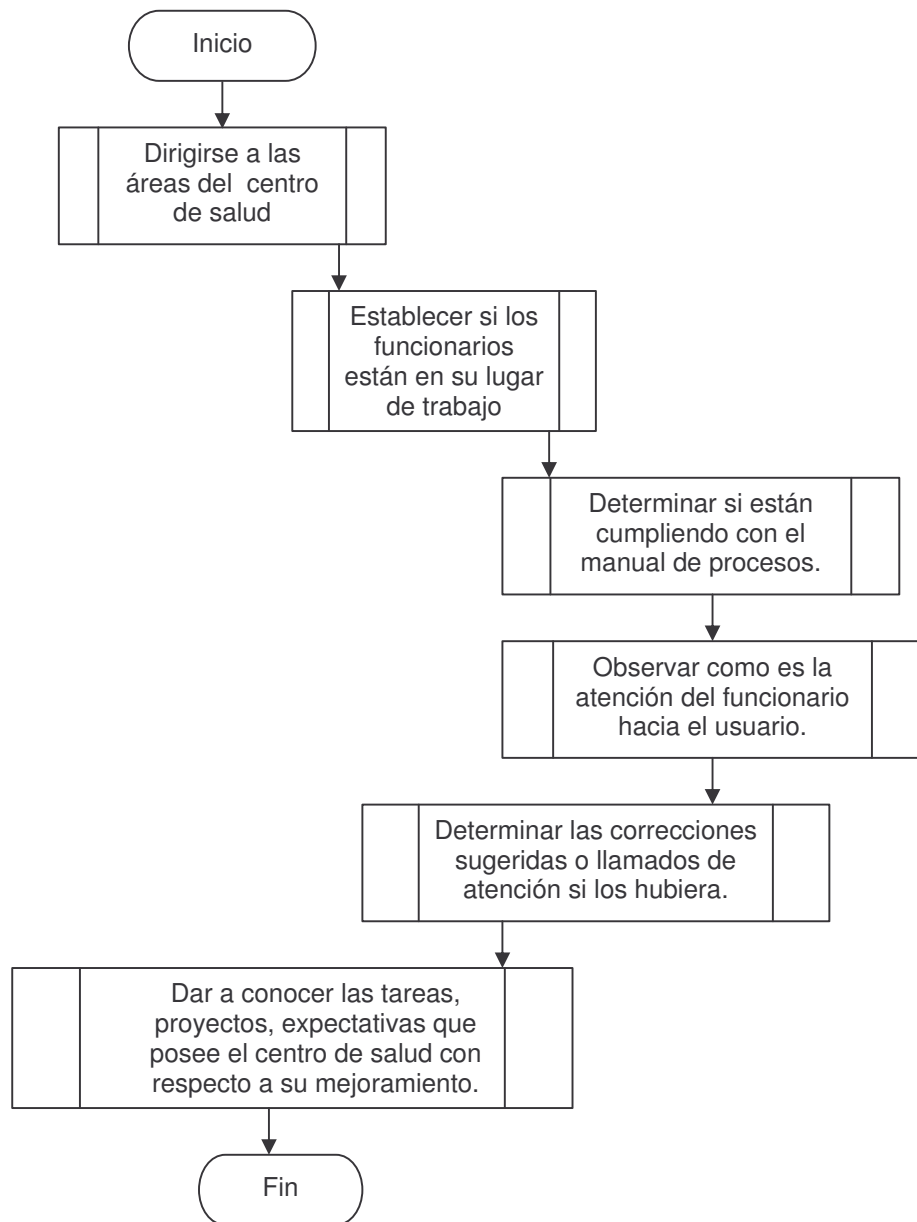 Inicio
Dirigirse a las
áreas del  centro
de salud
Establecer si los
funcionarios
están en su lugar
de trabajo
Determinar si están
cumpliendo con el
manual de procesos.
Observar como es la
atención del funcionario
hacia el usuario.
Determinar las correcciones
sugeridas o llamados de
atención si los hubiera.
Dar a conocer las tareas,
proyectos, expectativas que
posee el centro de salud con
respecto a su mejoramiento.
Fin